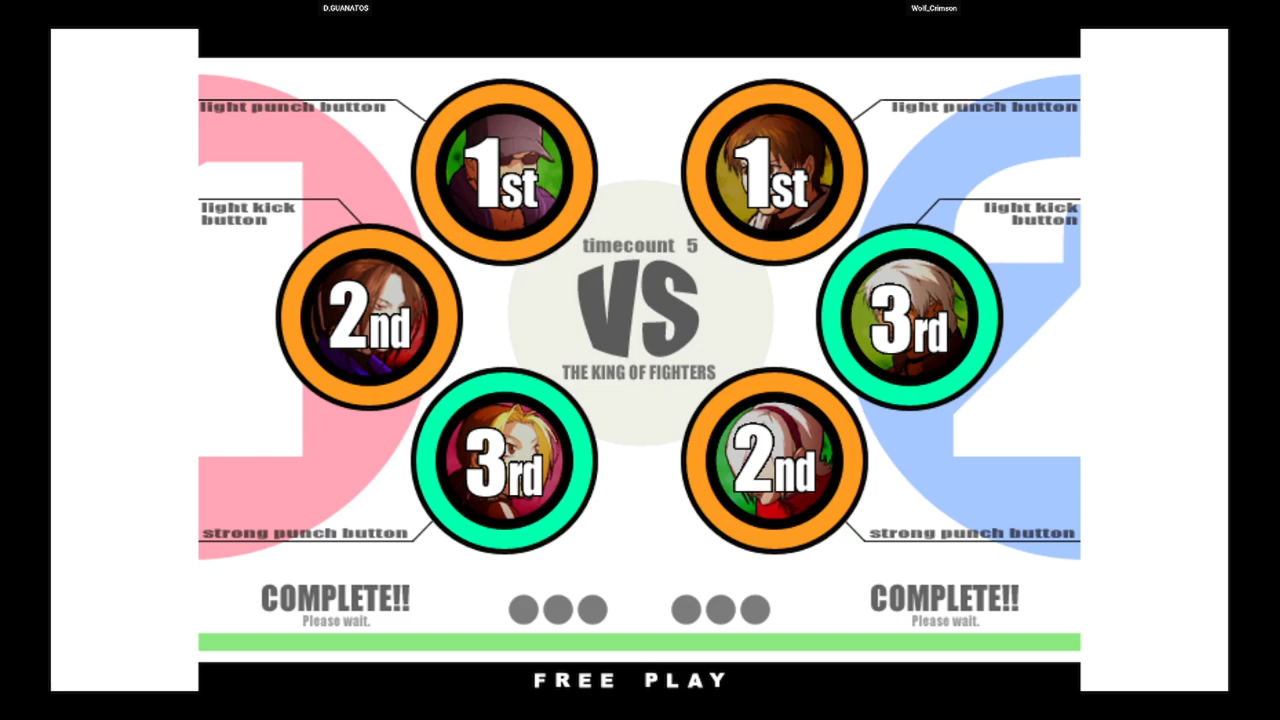 D.GUANATOS
Wolf_Crimson
light punch button
light punch button
1st
1st
light kick
button
light kick
button
timecount 5
VS
THE KING OF FIGHTERS
2nd
3rd
3rd
2nd
strong punch button
strong punch button
COMPLETE!!
Please wait.
COMPLETE!!
Please wait.
FREE PLAY